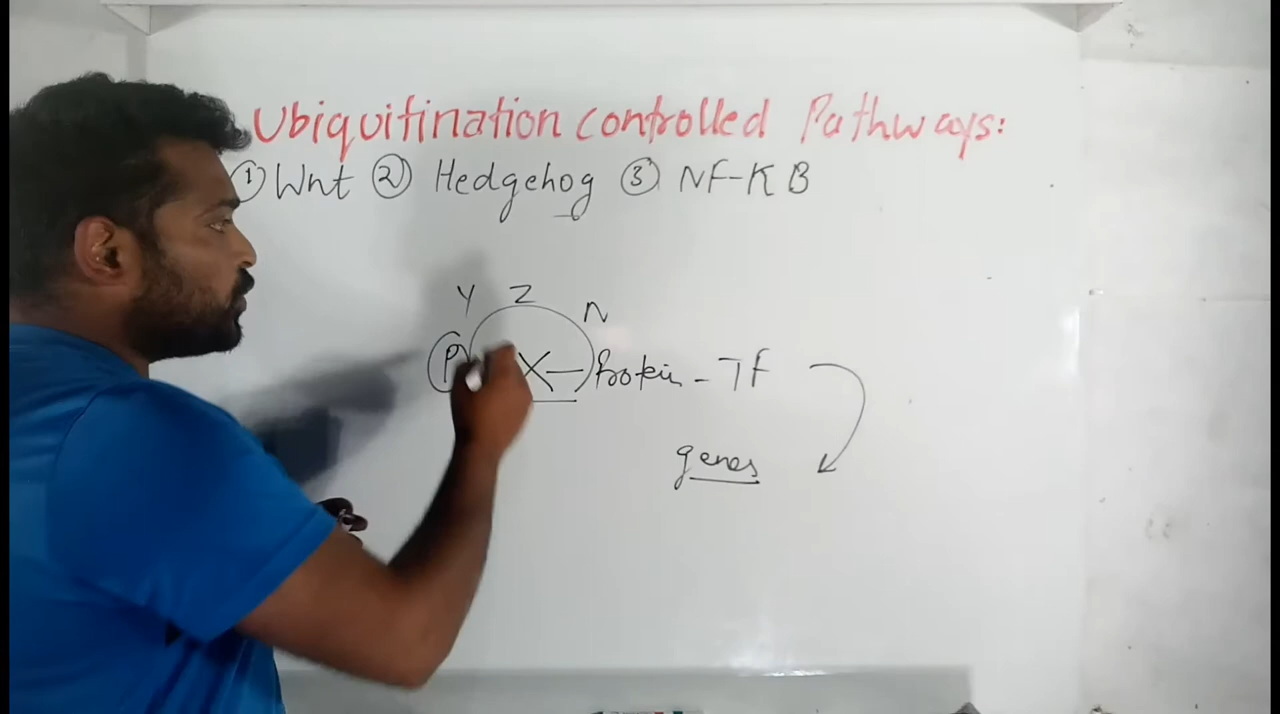 Ubiquitination controlled Pathways:
① Wnt ② Hedgehog ③ NF-KB
Y Z N
P X — Protein - TF
genes